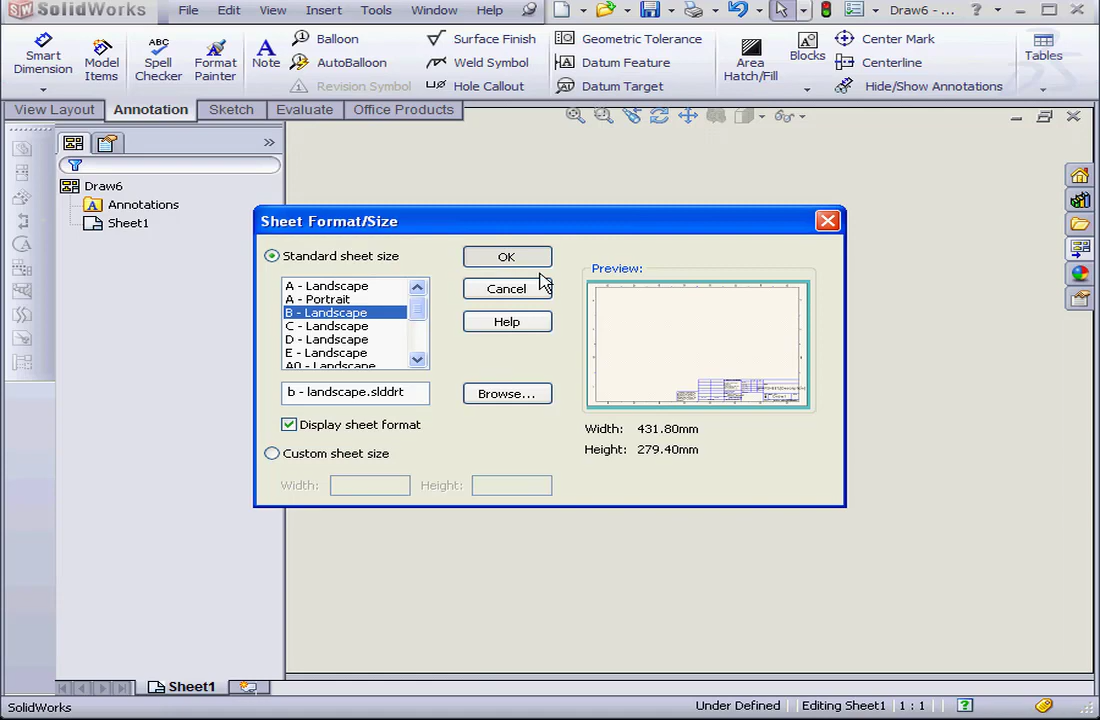 SolidWorks File Edit View Insert Tools Window Help Draw6 - ...
Smart Dimension
Model Items
ABC
Spell Checker
Format Painter
Note
Balloon
AutoBalloon
Revision Symbol
Surface Finish
Weld Symbol
Hole Callout
Geometric Tolerance
Datum Feature
Datum Target
Area Hatch/Fill
Blocks
Center Mark
Centerline
Hide/Show Annotations
Tables
View Layout Annotation Sketch Evaluate Office Products
Draw6
Annotations
Sheet1
Sheet Format/Size
Standard sheet size
A - Landscape
A - Portrait
B - Landscape
C - Landscape
D - Landscape
E - Landscape
A0 - Landscape
b - landscape.slddrt
Display sheet format
Custom sheet size
Width: Height:
OK
Cancel
Help
Browse...
Preview:
Width: 431.80mm
Height: 279.40mm
Sheet1
SolidWorks Under Defined Editing Sheet1 1 : 1